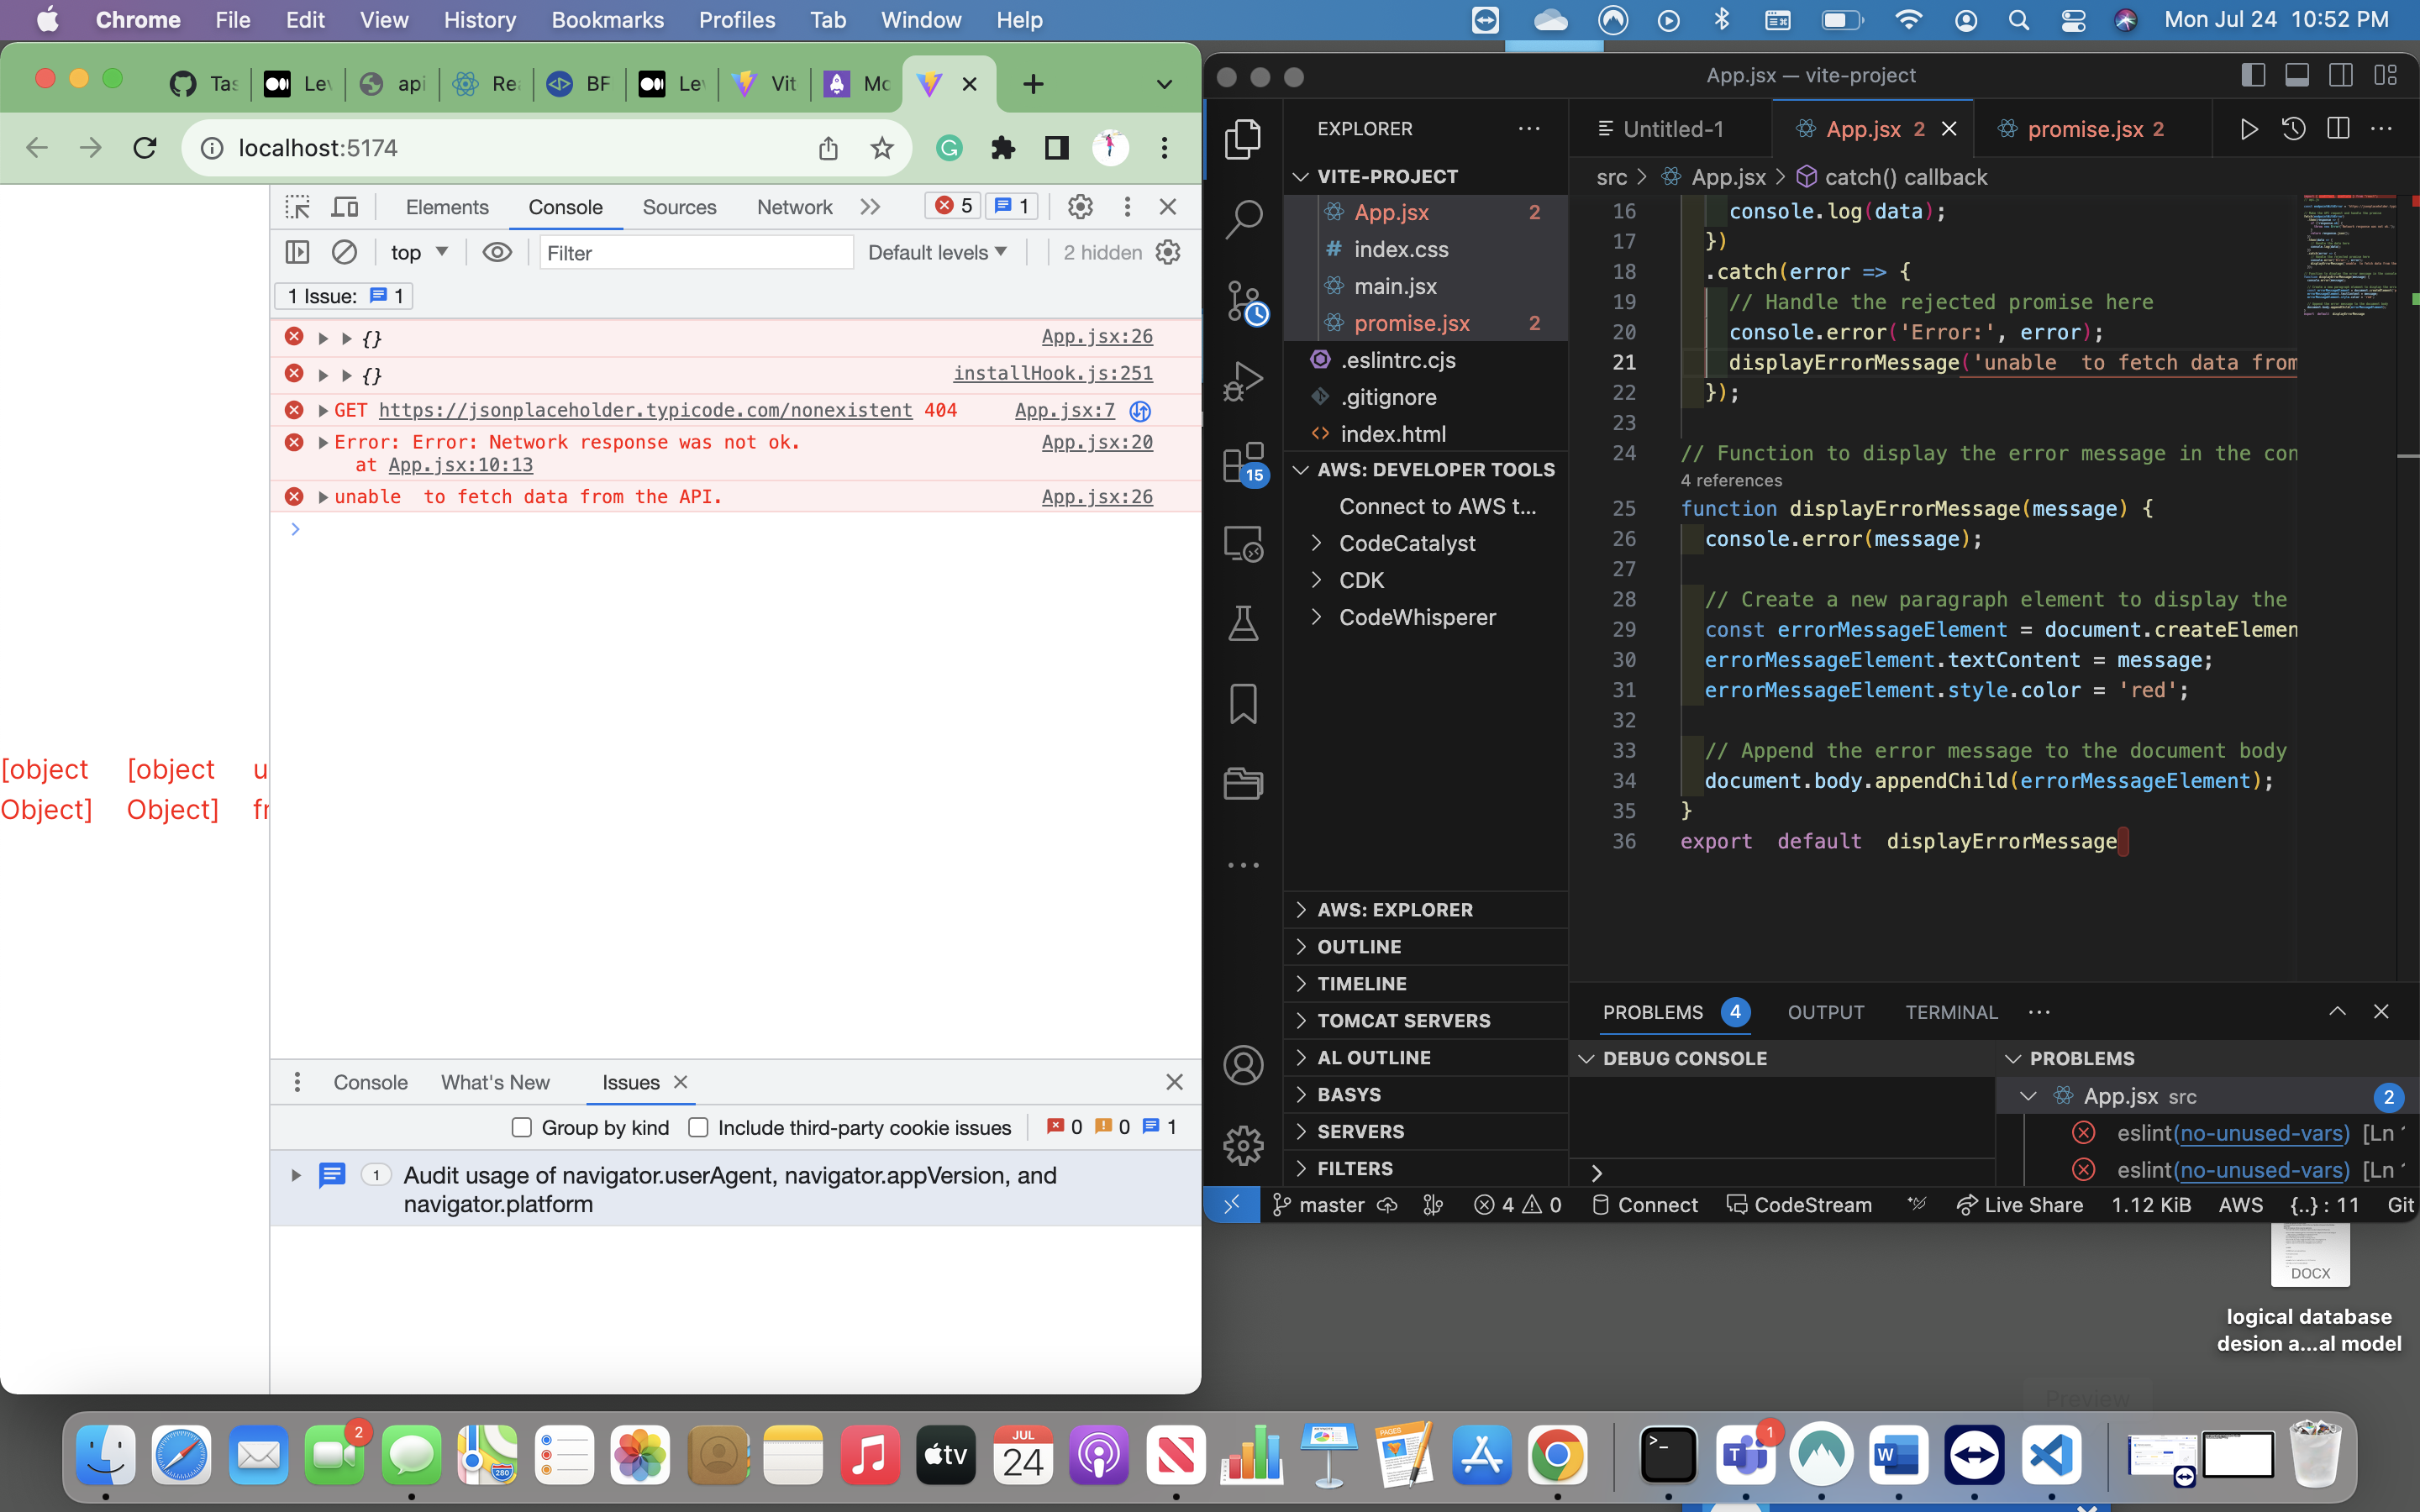 Chrome File Edit View History Bookmarks Profiles Tab Window Help
Mon Jul 24 10:52 PM
Tas Lev api Rea BF Le Vit Mo
localhost:5174
Elements Console Sources Network 5 1
top Filter Default levels 2 hidden
1 Issue: 1
{} App.jsx:26
{} installHook.js:251
GET https://jsonplaceholder.typicode.com/nonexistent 404 App.jsx:7
Error: Error: Network response was not ok. App.jsx:20
at App.jsx:10:13
unable  to fetch data from the API. App.jsx:26
[object [object u
Object] Object] fr
Console What's New Issues
Group by kind Include third-party cookie issues 0 0 1
1 Audit usage of navigator.userAgent, navigator.appVersion, and
navigator.platform
App.jsx — vite-project
EXPLORER
VITE-PROJECT
App.jsx 2
index.css
main.jsx
promise.jsx 2
.eslintrc.cjs
.gitignore
index.html
AWS: DEVELOPER TOOLS
Connect to AWS t...
CodeCatalyst
CDK
CodeWhisperer
15
AWS: EXPLORER
OUTLINE
TIMELINE
TOMCAT SERVERS
AL OUTLINE
BASYS
SERVERS
FILTERS
Untitled-1 App.jsx 2 promise.jsx 2
src > App.jsx > catch() callback
16 console.log(data);
17 })
18 .catch(error => {
19 // Handle the rejected promise here
20 console.error('Error:', error);
21 displayErrorMessage('unable  to fetch data from
22 });
23
24 // Function to display the error message in the con
4 references
25 function displayErrorMessage(message) {
26 console.error(message);
27
28 // Create a new paragraph element to display the
29 const errorMessageElement = document.createElemen
30 errorMessageElement.textContent = message;
31 errorMessageElement.style.color = 'red';
32
33 // Append the error message to the document body
34 document.body.appendChild(errorMessageElement);
35 }
36 export  default  displayErrorMessage
PROBLEMS 4 OUTPUT TERMINAL
DEBUG CONSOLE
PROBLEMS
App.jsx src 2
eslint(no-unused-vars) [Ln
eslint(no-unused-vars) [Ln
master 4 0 Connect CodeStream Live Share 1.12 KiB AWS {..} : 11 Git
DOCX
logical database
desion a...al model
Preview
2
280
tv
JUL
24
PAGES
1
T
W